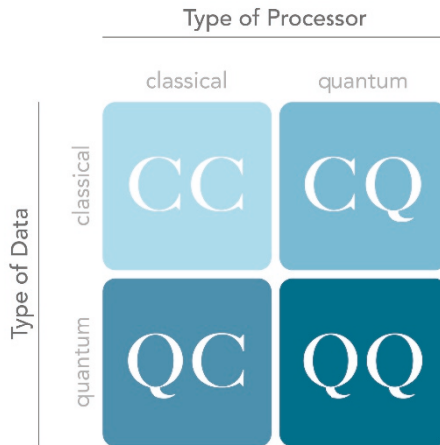 Type of Processor
classical quantum
Type of Data
classical
CC CQ
quantum
QC QQ